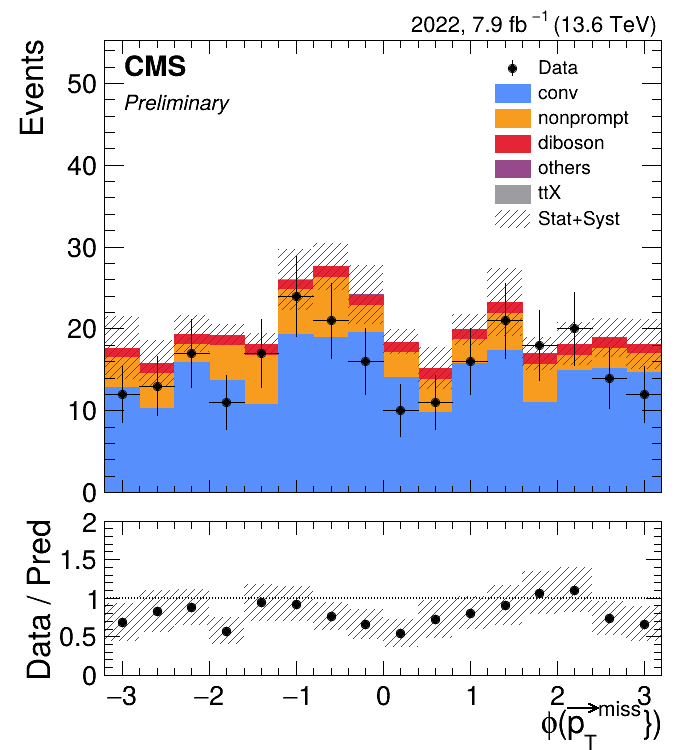 2022, 7.9 fb⁻¹ (13.6 TeV)
CMS
Preliminary
Events
Data
conv
nonprompt
diboson
others
ttX
Stat+Syst
50
40
30
20
10
0
Data / Pred
2
1.5
1
0.5
0
−3 −2 −1 0 1 2 3
ϕ(p⃗_T^miss})